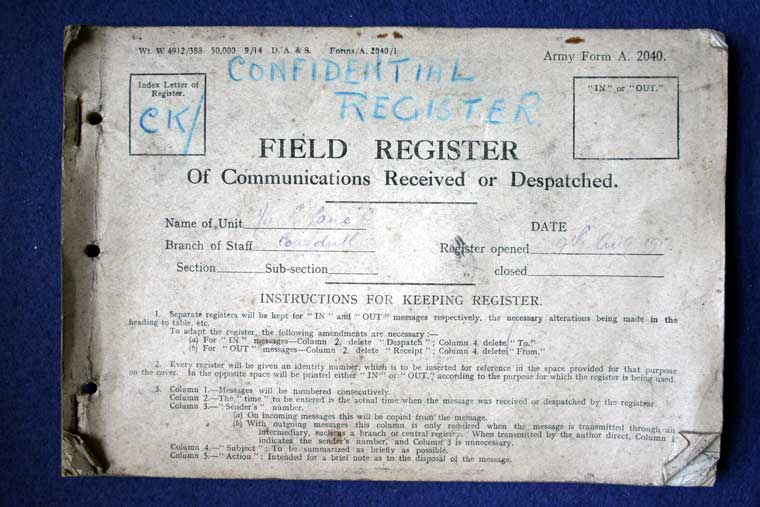 Wt. W 4912/388 50,000 9/14 D. A. & S. Forms/A. 2040/1
Army Form A. 2040.
CONFIDENTIAL
REGISTER.
Index Letter of
Register.
CK/
"IN" or "OUT."
FIELD REGISTER
Of Communications Received or Despatched.
Name of Unit
DATE
Branch of Staff
Register opened 9th
Section Sub-section „ closed
INSTRUCTIONS FOR KEEPING REGISTER.
1. Separate registers will be kept for "IN" and "OUT" messages respectively, the necessary alterations being made in the
heading to table, etc.
To adapt the register, the following amendments are necessary :—
(a) For "IN" messages—Column 2, delete "Despatch"; Column 4, delete "To."
(b) For "OUT" messages—Column 2, delete "Receipt"; Column 4, delete "From."
2. Every register will be given an identity number, which is to be inserted for reference in the space provided for that purpose
on the cover. In the opposite space will be printed either "IN" or "OUT," according to the purpose for which the register is being used.
3. Column 1.—Messages will be numbered consecutively.
Column 2.—The "time" to be entered is the actual time when the message was received or despatched by the registrar.
Column 3.—"Sender's" number.
(a) On incoming messages this will be copied from the message.
(b) With outgoing messages this column is only required when the message is transmitted through an
intermediary, such as a branch or central registry. When transmitted by the author direct, Column 1
indicates the sender's number, and Column 3 is unnecessary.
Column 4.—"Subject"; To be summarized as briefly as possible.
Column 5.—"Action"; Intended for a brief note as to the disposal of the message.